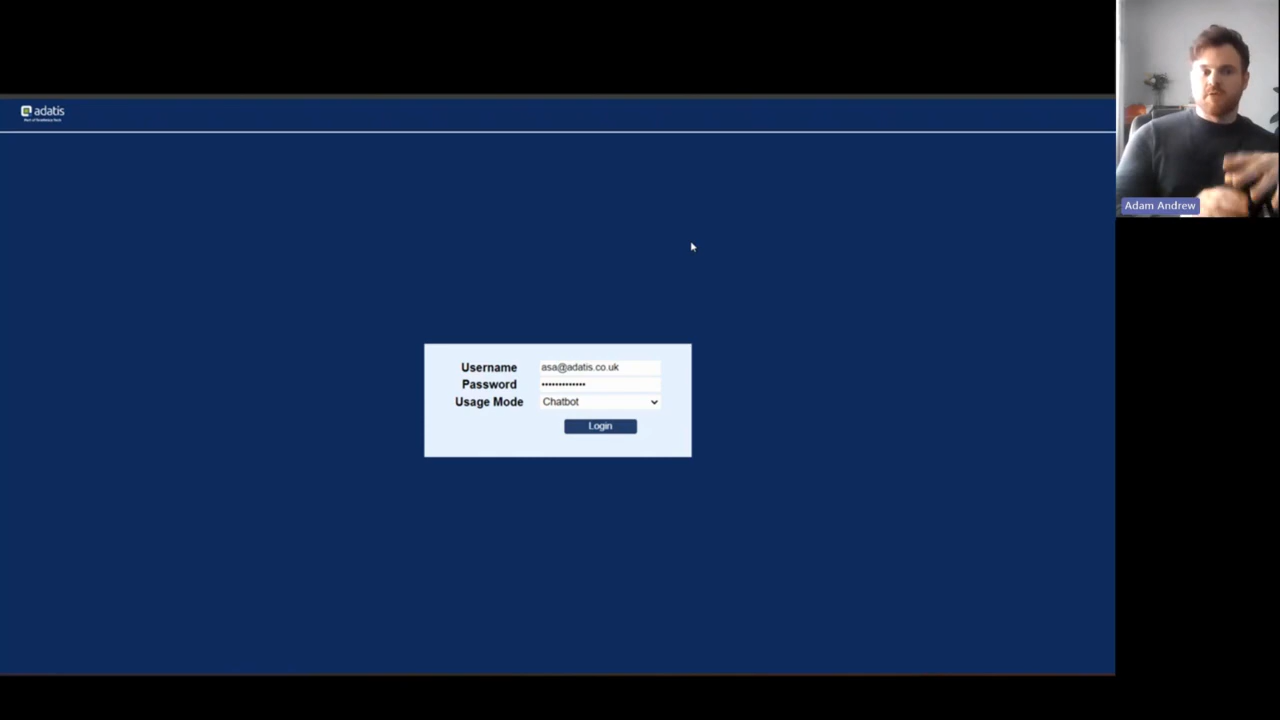 adatis
Adam Andrew
Username asa@adatis.co.uk
Password •••••••••••••
Usage Mode Chatbot
Login